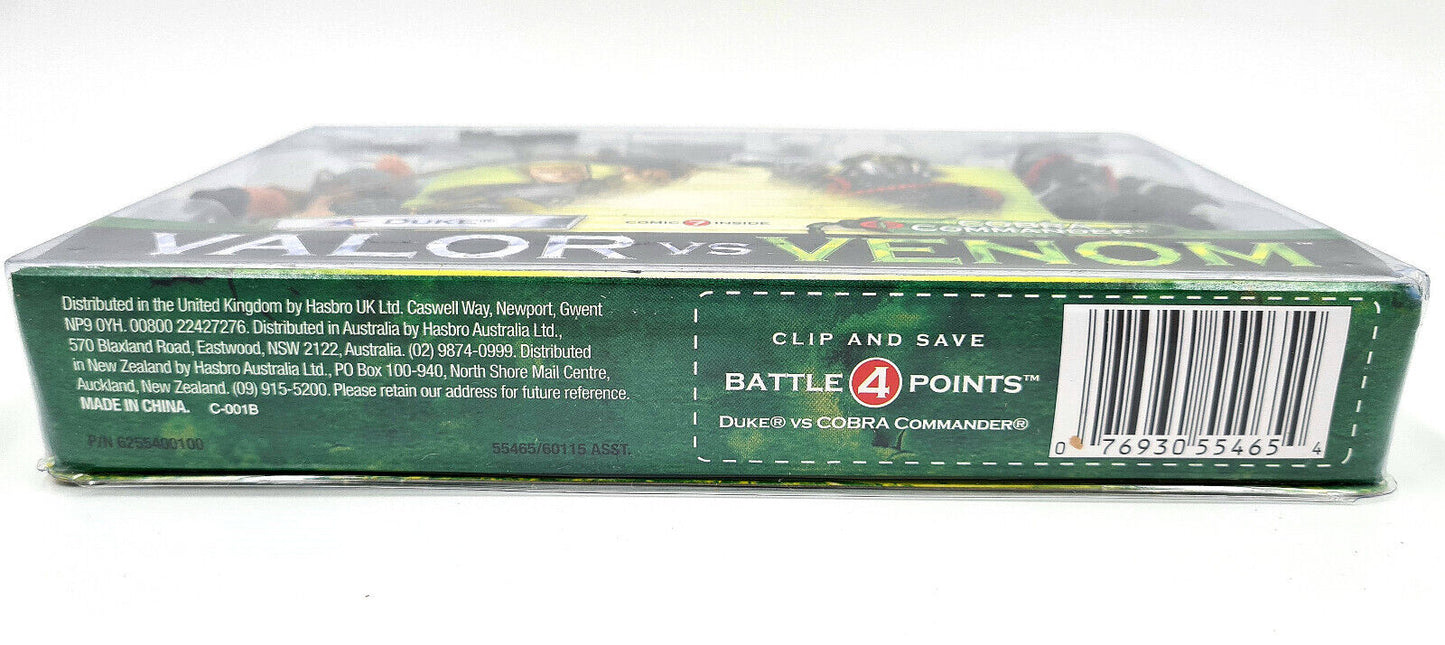 DUKE®
COMIC 7 INSIDE
COBRA
COMMANDER®
VALOR VS VENOM™
Distributed in the United Kingdom by Hasbro UK Ltd. Caswell Way, Newport, Gwent
NP9 0YH. 00800 22427276. Distributed in Australia by Hasbro Australia Ltd.,
570 Blaxland Road, Eastwood, NSW 2122, Australia. (02) 9874-0999. Distributed
in New Zealand by Hasbro Australia Ltd., PO Box 100-940, North Shore Mail Centre,
Auckland, New Zealand. (09) 915-5200. Please retain our address for future reference.
MADE IN CHINA. C-001B
P/N 6255400100
55465/60115 ASST.
CLIP AND SAVE
BATTLE 4 POINTS™
DUKE® VS COBRA COMMANDER®
0 76930 55465 4